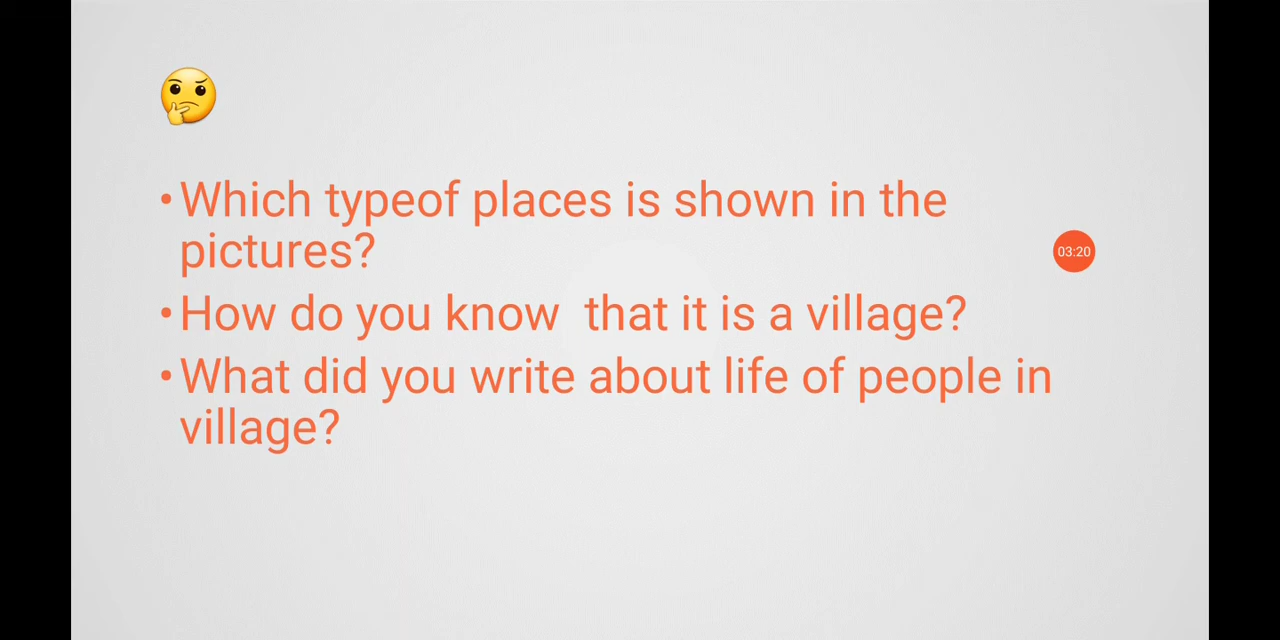 •Which typeof places is shown in the
pictures?
03:20
•How do you know  that it is a village?
•What did you write about life of people in
village?